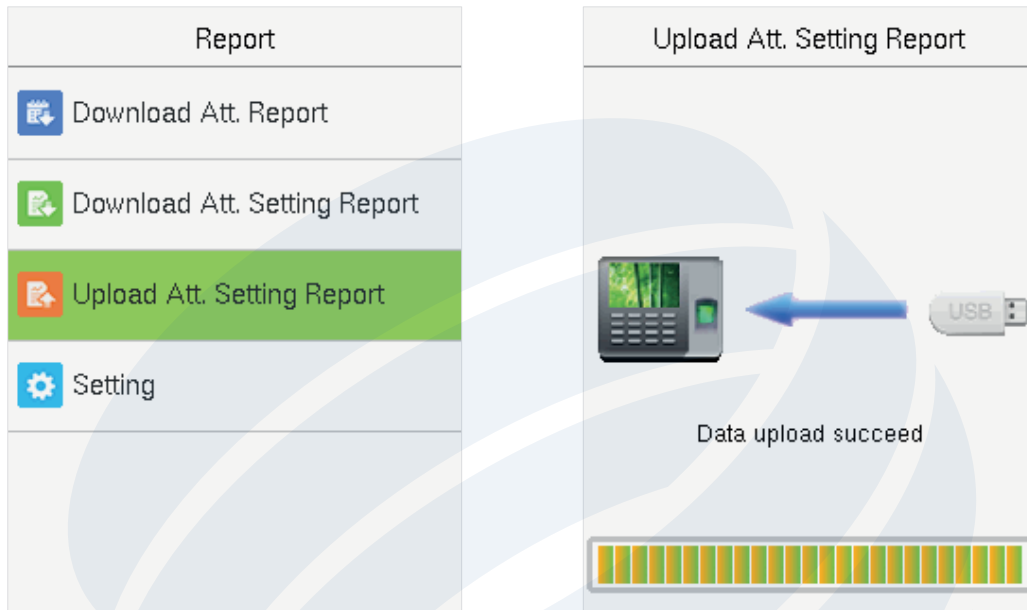 Report
Download Att. Report
Download Att. Setting Report
Upload Att. Setting Report
Setting
Upload Att. Setting Report
USB
Data upload succeed